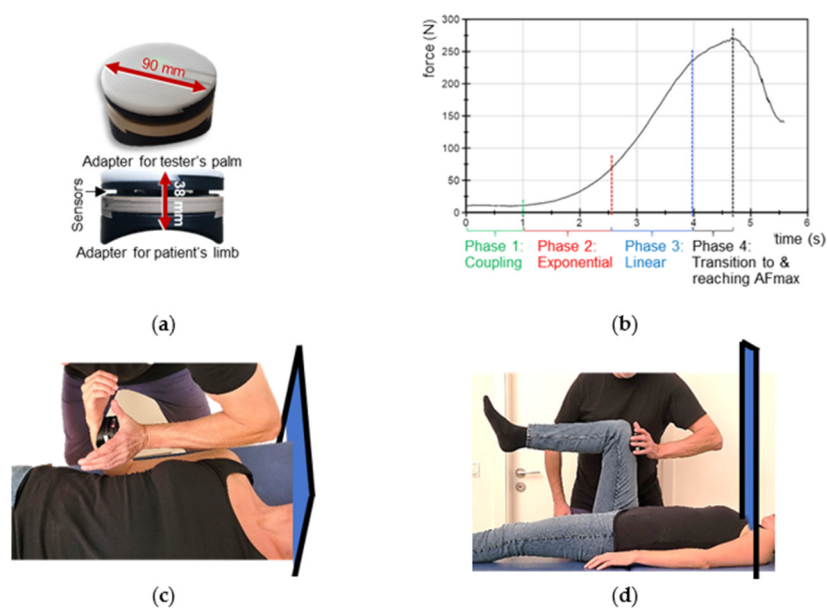 (a)
90 mm
Adapter for tester's palm
Sensors
38 mm
Adapter for patient's limb
(b)
force (N)
300
250
200
150
100
50
0
0 1 2 3 4 5 6
time (s)
Phase 1:
Coupling
Phase 2:
Exponential
Phase 3:
Linear
Phase 4:
Transition to &
reaching AFmax
(c)
(d)